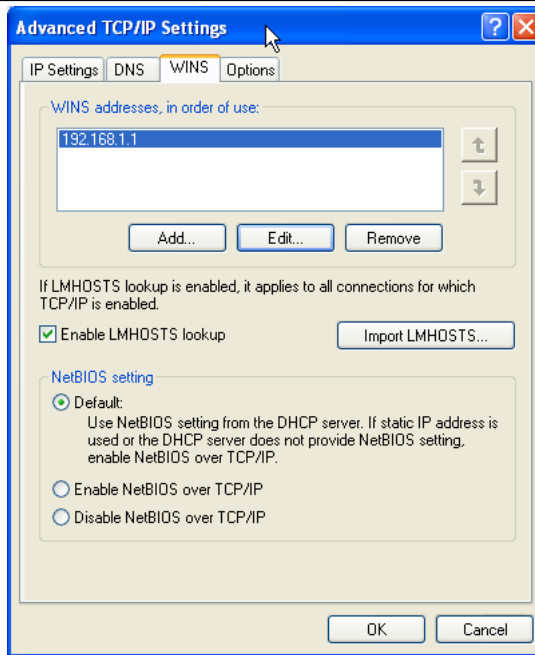 Advanced TCP/IP Settings
IP Settings DNS WINS Options
WINS addresses, in order of use:
192.168.1.1
Add... Edit... Remove
If LMHOSTS lookup is enabled, it applies to all connections for which
TCP/IP is enabled.
Enable LMHOSTS lookup Import LMHOSTS...
NetBIOS setting
Default:
Use NetBIOS setting from the DHCP server. If static IP address is
used or the DHCP server does not provide NetBIOS setting,
enable NetBIOS over TCP/IP.
Enable NetBIOS over TCP/IP
Disable NetBIOS over TCP/IP
OK Cancel